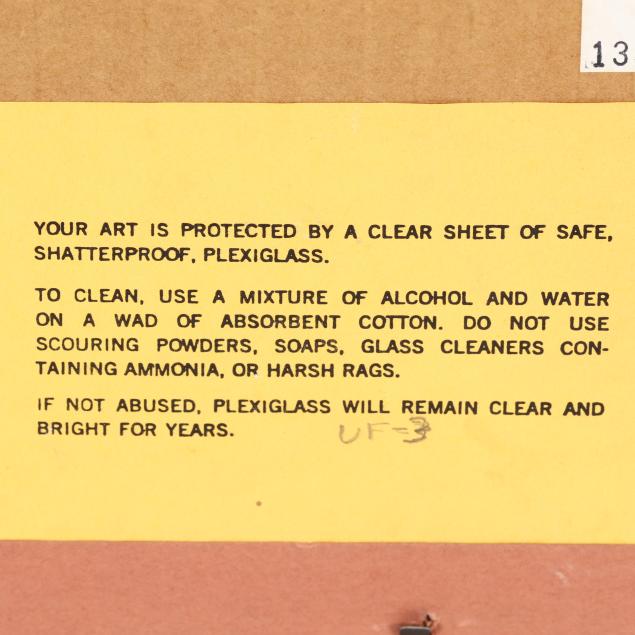 13
YOUR ART IS PROTECTED BY A CLEAR SHEET OF SAFE,
SHATTERPROOF, PLEXIGLASS.
TO CLEAN, USE A MIXTURE OF ALCOHOL AND WATER
ON A WAD OF ABSORBENT COTTON. DO NOT USE
SCOURING POWDERS, SOAPS, GLASS CLEANERS CON-
TAINING AMMONIA, OR HARSH RAGS.
IF NOT ABUSED, PLEXIGLASS WILL REMAIN CLEAR AND
BRIGHT FOR YEARS.
UF-3